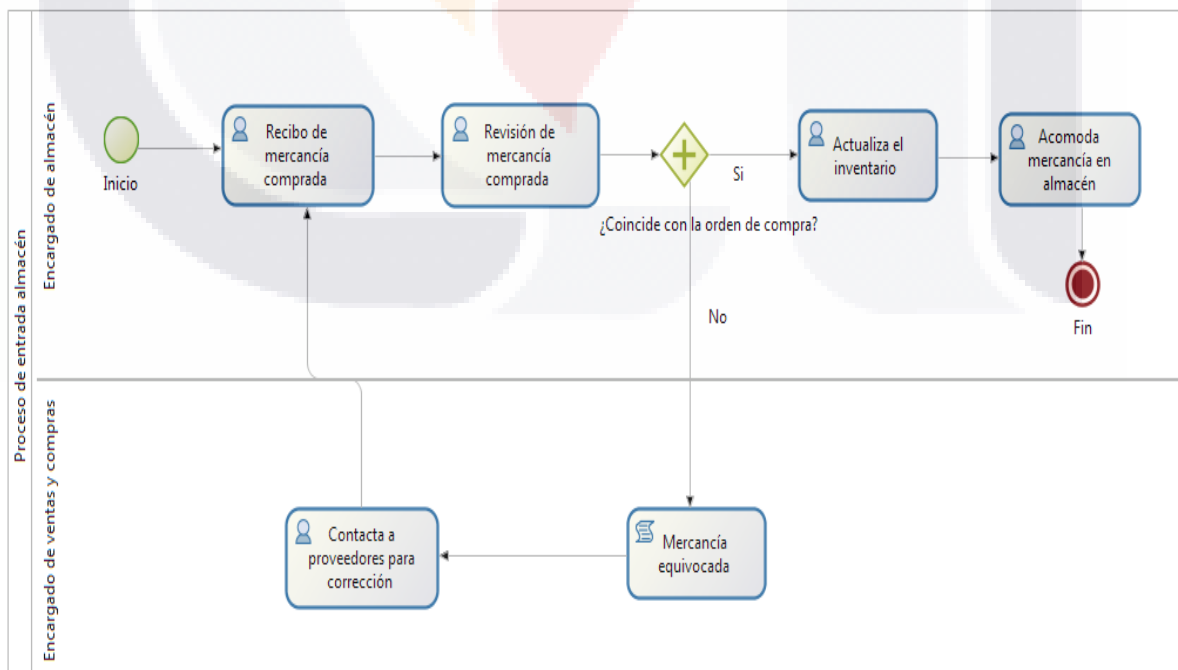 Proceso de entrada almacén
Encargado de almacén
Inicio
Recibo de
mercancía
comprada
Revisión de
mercancía
comprada
¿Coincide con la orden de compra?
Si
No
Actualiza el
inventario
Acomoda
mercancía en
almacén
Fin
Encargado de ventas y compras
Contacta a
proveedores para
corrección
Mercancía
equivocada